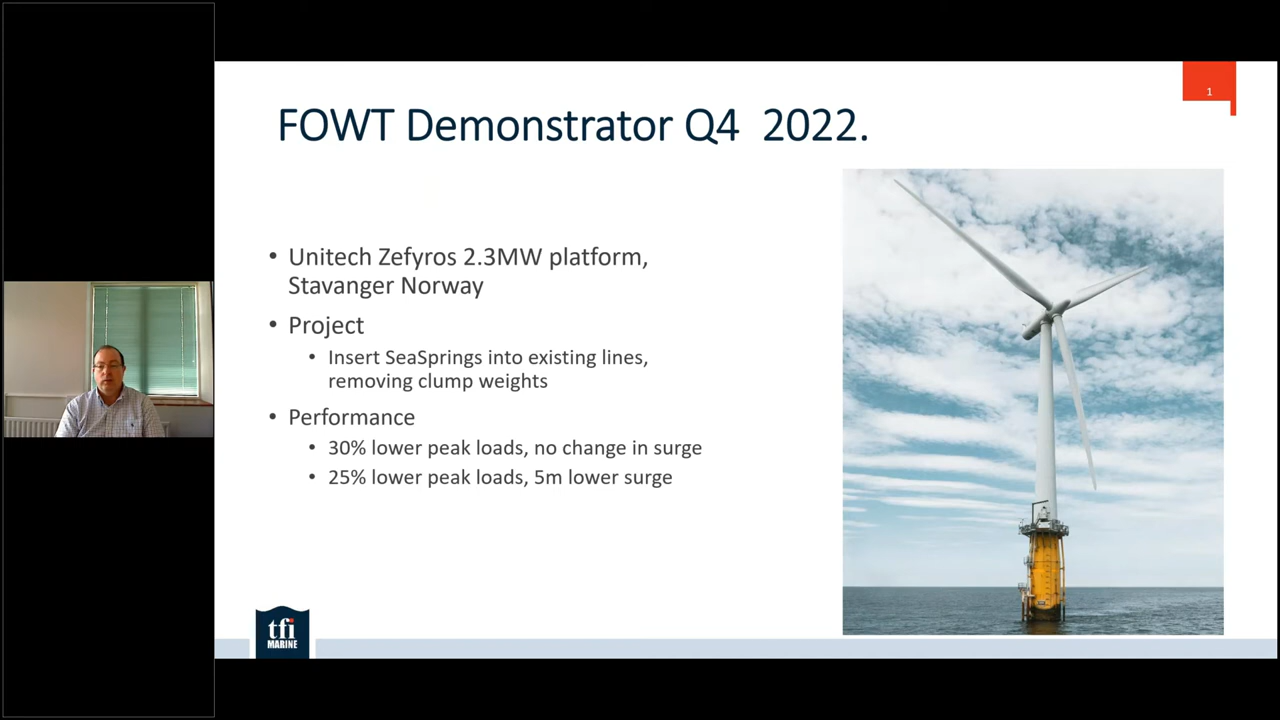 1
FOWT Demonstrator Q4 2022.
• Unitech Zefyros 2.3MW platform,
Stavanger Norway
• Project
• Insert SeaSprings into existing lines,
removing clump weights
• Performance
• 30% lower peak loads, no change in surge
• 25% lower peak loads, 5m lower surge
tfi
MARINE